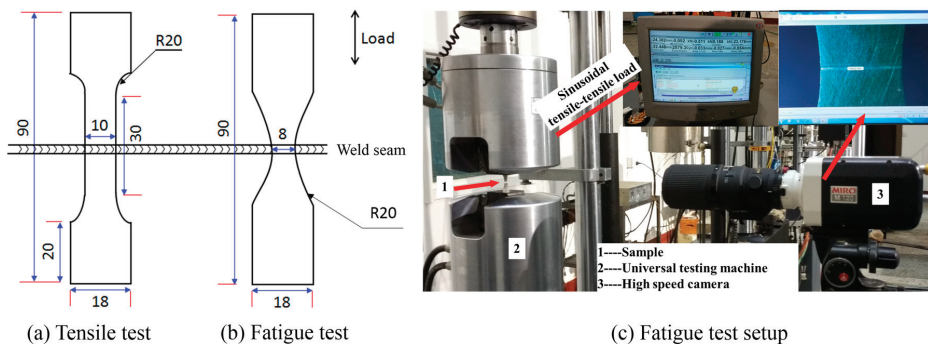 R20
90
10
30
20
18
(a) Tensile test
Load
90
8
Weld seam
R20
18
(b) Fatigue test
Sinusoidal
tensile-tensile load
1
2
3
MIRO
1----Sample
2----Universal testing machine
3----High speed camera
(c) Fatigue test setup